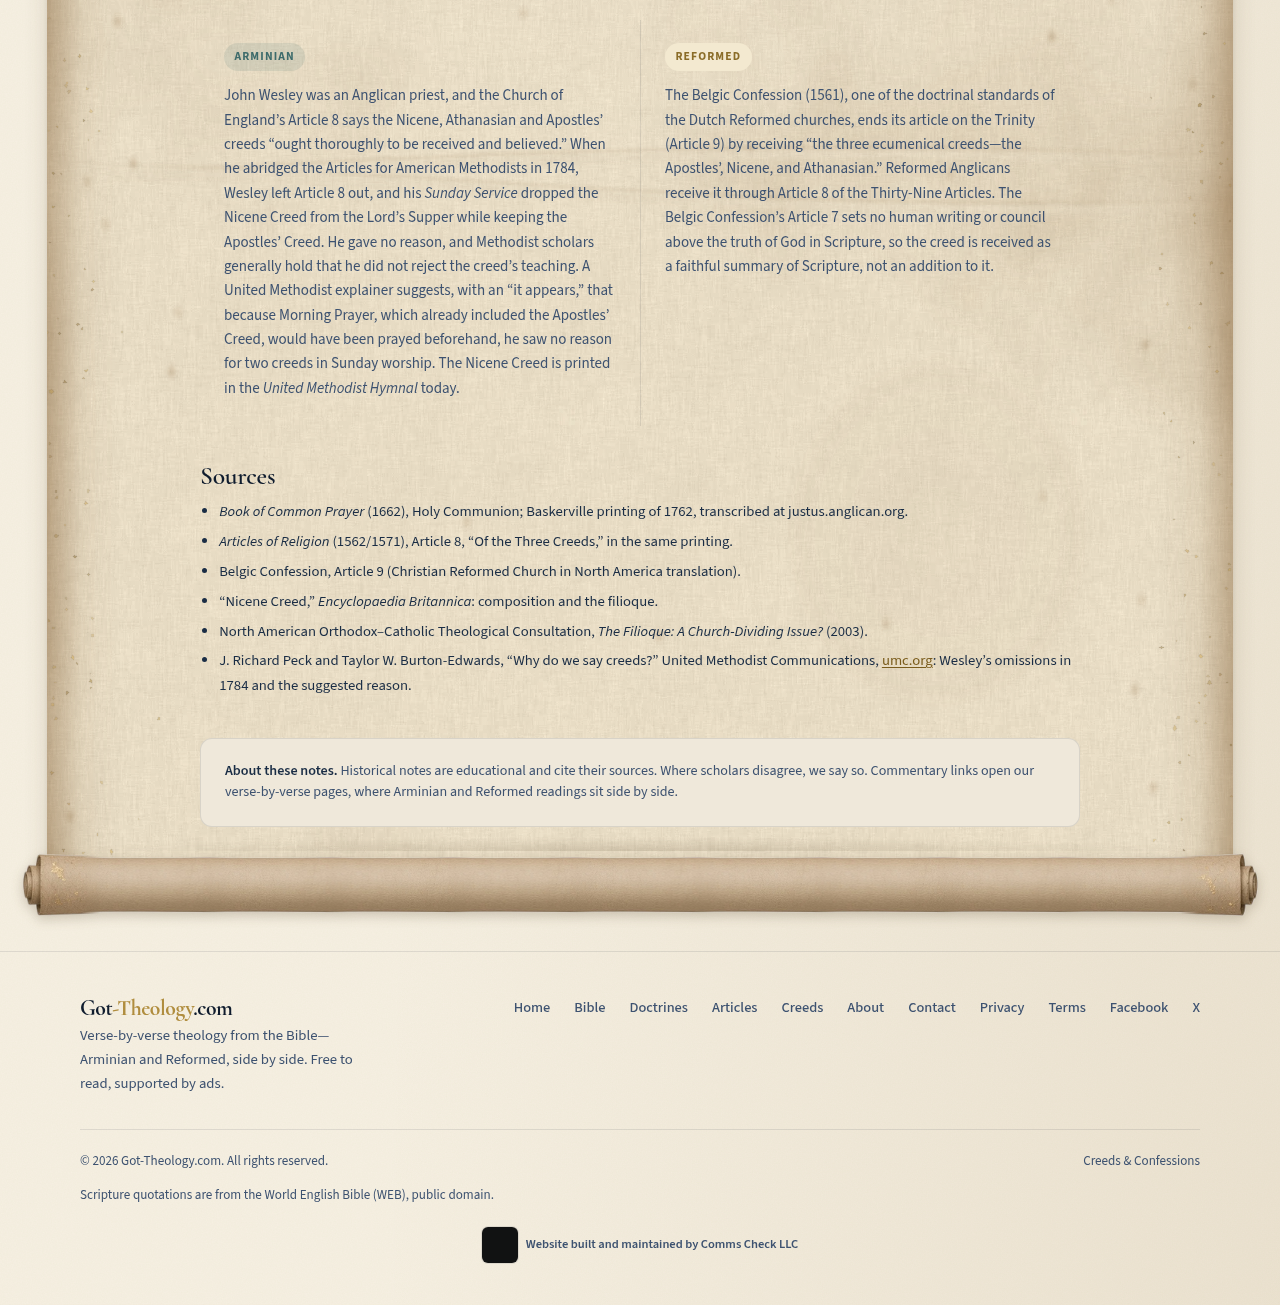 ARMINIAN
John Wesley was an Anglican priest, and the Church of
England’s Article 8 says the Nicene, Athanasian and Apostles’
creeds “ought thoroughly to be received and believed.” When
he abridged the Articles for American Methodists in 1784,
Wesley left Article 8 out, and his Sunday Service dropped the
Nicene Creed from the Lord’s Supper while keeping the
Apostles’ Creed. He gave no reason, and Methodist scholars
generally hold that he did not reject the creed’s teaching. A
United Methodist explainer suggests, with an “it appears,” that
because Morning Prayer, which already included the Apostles’
Creed, would have been prayed beforehand, he saw no reason
for two creeds in Sunday worship. The Nicene Creed is printed
in the United Methodist Hymnal today.
REFORMED
The Belgic Confession (1561), one of the doctrinal standards of
the Dutch Reformed churches, ends its article on the Trinity
(Article 9) by receiving “the three ecumenical creeds—the
Apostles’, Nicene, and Athanasian.” Reformed Anglicans
receive it through Article 8 of the Thirty-Nine Articles. The
Belgic Confession’s Article 7 sets no human writing or council
above the truth of God in Scripture, so the creed is received as
a faithful summary of Scripture, not an addition to it.
Sources
Book of Common Prayer (1662), Holy Communion; Baskerville printing of 1762, transcribed at justus.anglican.org.
Articles of Religion (1562/1571), Article 8, “Of the Three Creeds,” in the same printing.
Belgic Confession, Article 9 (Christian Reformed Church in North America translation).
“Nicene Creed,” Encyclopaedia Britannica: composition and the filioque.
North American Orthodox–Catholic Theological Consultation, The Filioque: A Church-Dividing Issue? (2003).
J. Richard Peck and Taylor W. Burton-Edwards, “Why do we say creeds?” United Methodist Communications, umc.org: Wesley’s omissions in
1784 and the suggested reason.
About these notes. Historical notes are educational and cite their sources. Where scholars disagree, we say so. Commentary links open our
verse-by-verse pages, where Arminian and Reformed readings sit side by side.
Got-Theology.com
Verse-by-verse theology from the Bible—
Arminian and Reformed, side by side. Free to
read, supported by ads.
Home Bible Doctrines Articles Creeds About Contact Privacy Terms Facebook X
© 2026 Got-Theology.com. All rights reserved.
Creeds & Confessions
Scripture quotations are from the World English Bible (WEB), public domain.
Website built and maintained by Comms Check LLC